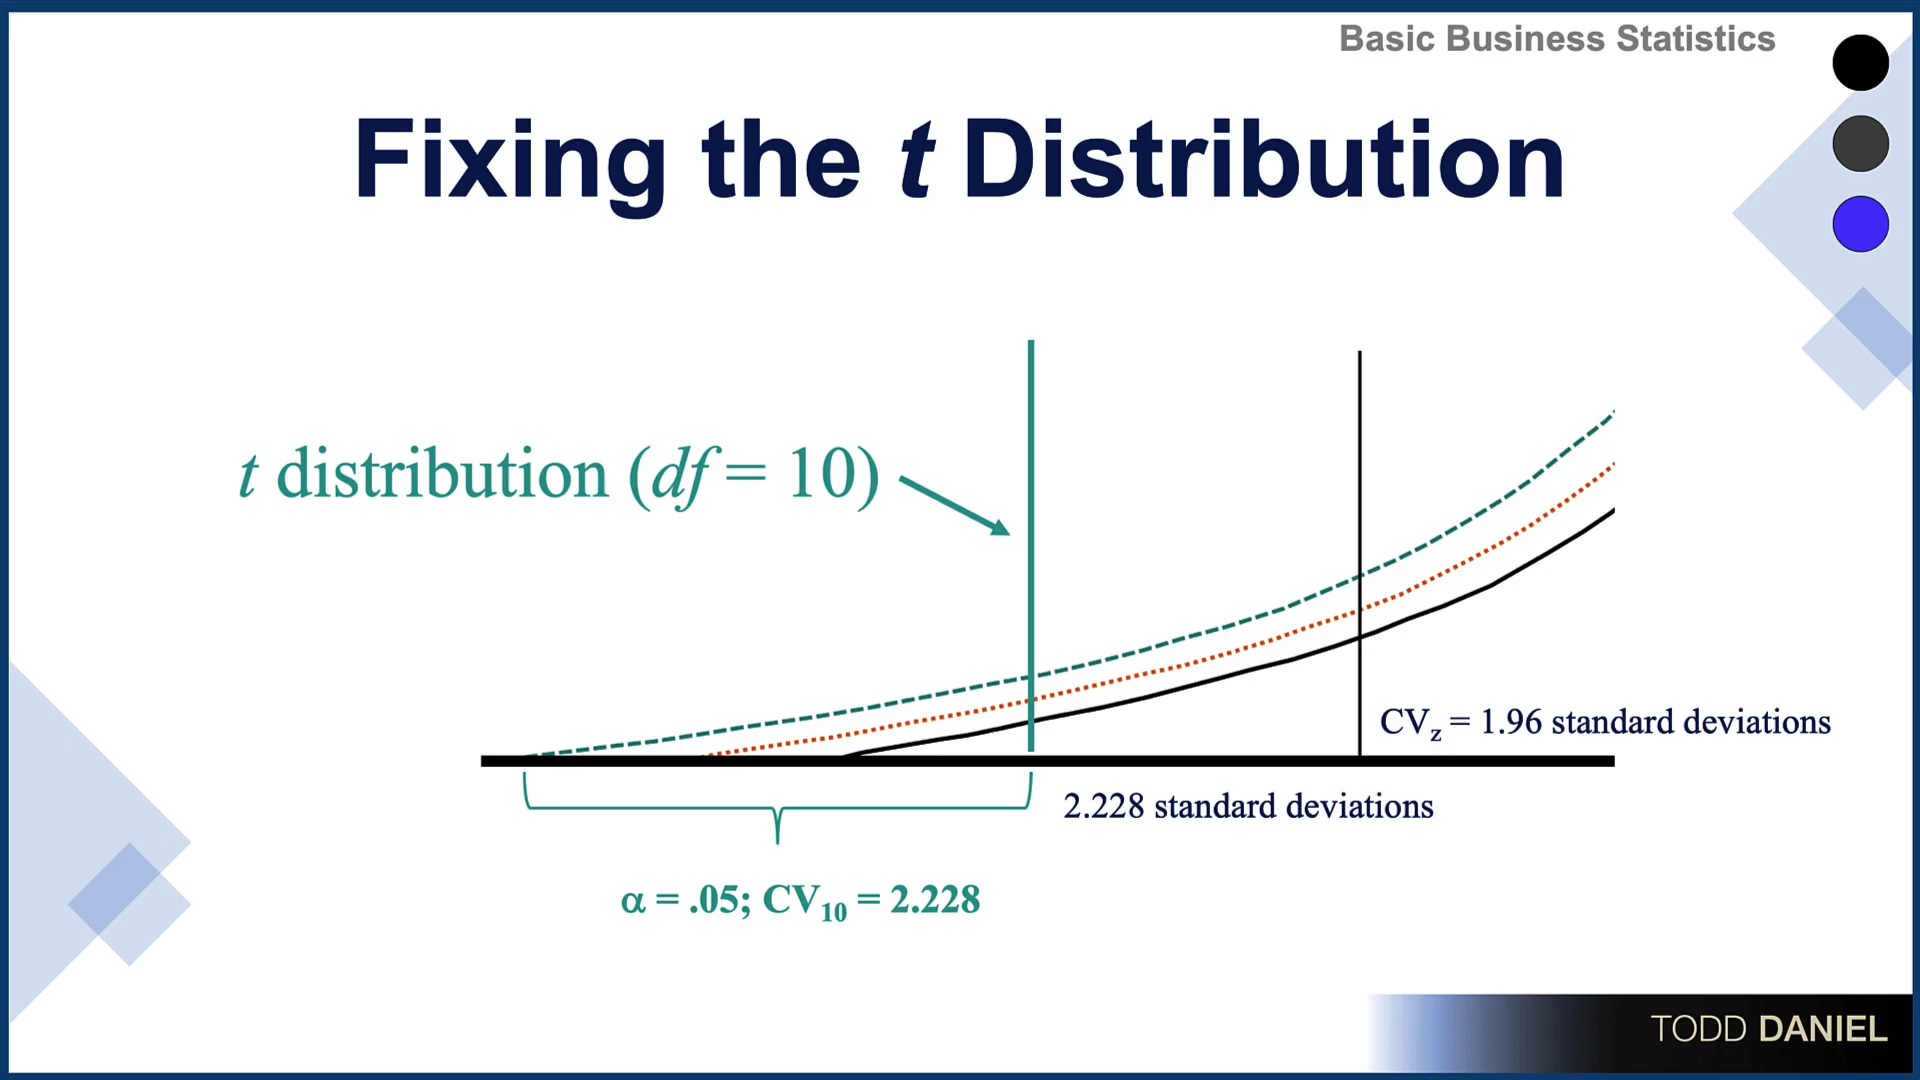 Basic Business Statistics
Fixing the t Distribution
t distribution (df = 10)
CVz = 1.96 standard deviations
2.228 standard deviations
α = .05; CV10 = 2.228
TODD DANIEL